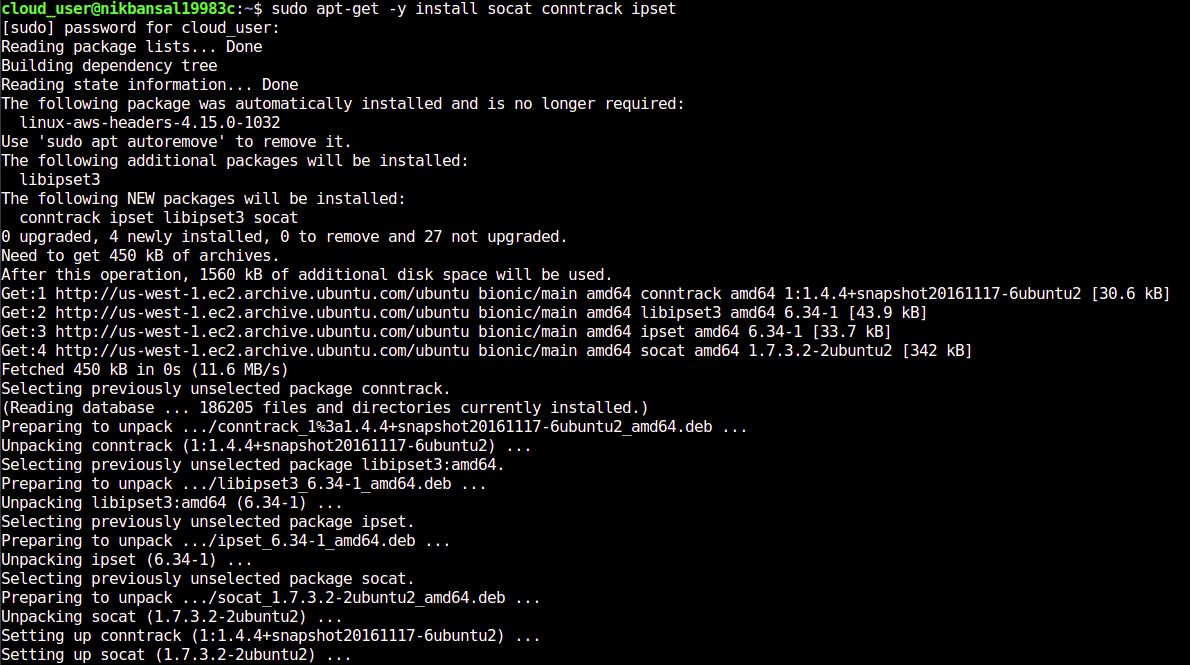 cloud_user@nikbansal19983c:~$ sudo apt-get -y install socat conntrack ipset
[sudo] password for cloud_user:
Reading package lists... Done
Building dependency tree
Reading state information... Done
The following package was automatically installed and is no longer required:
  linux-aws-headers-4.15.0-1032
Use 'sudo apt autoremove' to remove it.
The following additional packages will be installed:
  libipset3
The following NEW packages will be installed:
  conntrack ipset libipset3 socat
0 upgraded, 4 newly installed, 0 to remove and 27 not upgraded.
Need to get 450 kB of archives.
After this operation, 1560 kB of additional disk space will be used.
Get:1 http://us-west-1.ec2.archive.ubuntu.com/ubuntu bionic/main amd64 conntrack amd64 1:1.4.4+snapshot20161117-6ubuntu2 [30.6 kB]
Get:2 http://us-west-1.ec2.archive.ubuntu.com/ubuntu bionic/main amd64 libipset3 amd64 6.34-1 [43.9 kB]
Get:3 http://us-west-1.ec2.archive.ubuntu.com/ubuntu bionic/main amd64 ipset amd64 6.34-1 [33.7 kB]
Get:4 http://us-west-1.ec2.archive.ubuntu.com/ubuntu bionic/main amd64 socat amd64 1.7.3.2-2ubuntu2 [342 kB]
Fetched 450 kB in 0s (11.6 MB/s)
Selecting previously unselected package conntrack.
(Reading database ... 186205 files and directories currently installed.)
Preparing to unpack .../conntrack_1%3a1.4.4+snapshot20161117-6ubuntu2_amd64.deb ...
Unpacking conntrack (1:1.4.4+snapshot20161117-6ubuntu2) ...
Selecting previously unselected package libipset3:amd64.
Preparing to unpack .../libipset3_6.34-1_amd64.deb ...
Unpacking libipset3:amd64 (6.34-1) ...
Selecting previously unselected package ipset.
Preparing to unpack .../ipset_6.34-1_amd64.deb ...
Unpacking ipset (6.34-1) ...
Selecting previously unselected package socat.
Preparing to unpack .../socat_1.7.3.2-2ubuntu2_amd64.deb ...
Unpacking socat (1.7.3.2-2ubuntu2) ...
Setting up conntrack (1:1.4.4+snapshot20161117-6ubuntu2) ...
Setting up socat (1.7.3.2-2ubuntu2) ...